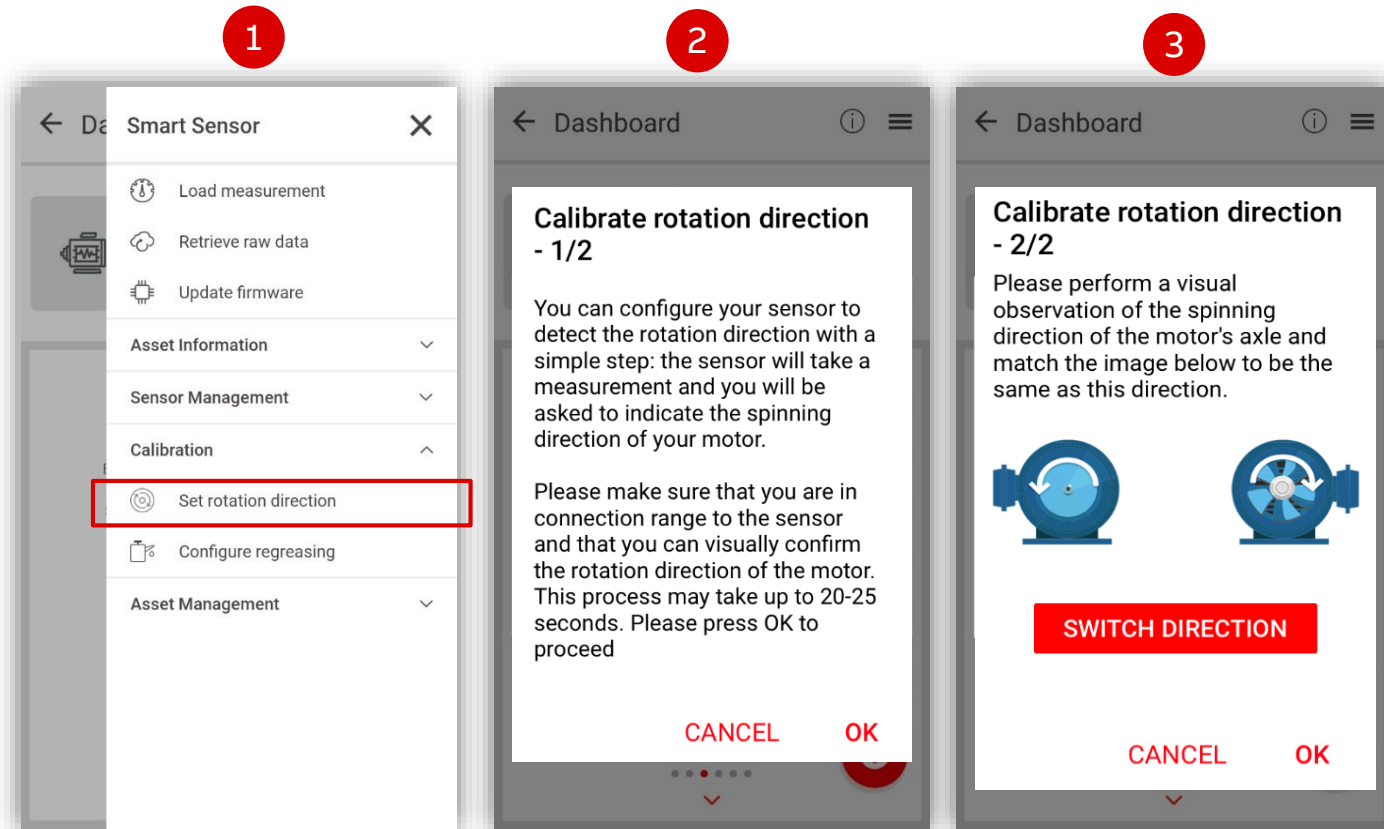 1
2
3
← Da
Smart Sensor
Load measurement
Retrieve raw data
Update firmware
Asset Information
Sensor Management
Calibration
Set rotation direction
Configure regreasing
Asset Management
Dashboard
Calibrate rotation direction
- 1/2
You can configure your sensor to
detect the rotation direction with a
simple step: the sensor will take a
measurement and you will be
asked to indicate the spinning
direction of your motor.
Please make sure that you are in
connection range to the sensor
and that you can visually confirm
the rotation direction of the motor.
This process may take up to 20-25
seconds. Please press OK to
proceed
CANCEL OK
Dashboard
Calibrate rotation direction
- 2/2
Please perform a visual
observation of the spinning
direction of the motor's axle and
match the image below to be the
same as this direction.
SWITCH DIRECTION
CANCEL OK